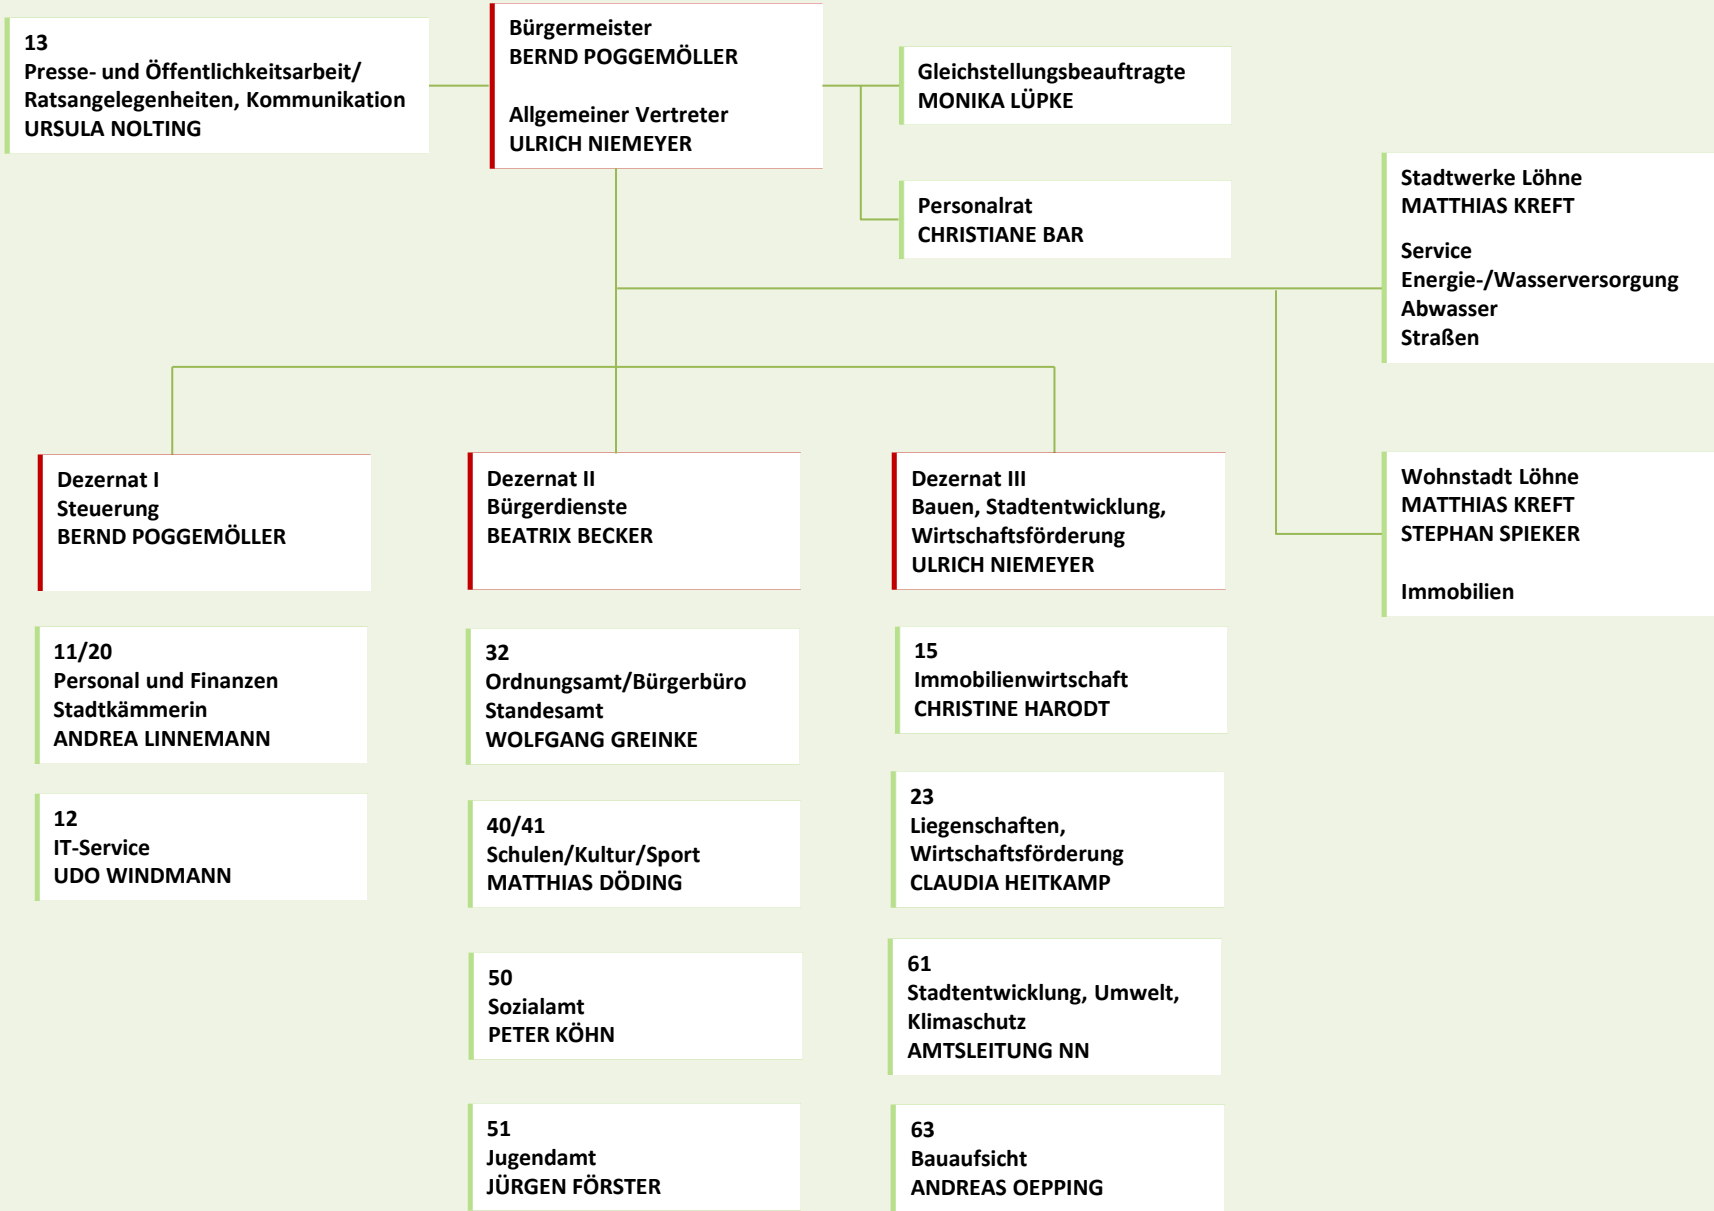 13
Presse- und Öffentlichkeitsarbeit/
Ratsangelegenheiten, Kommunikation
URSULA NOLTING
Bürgermeister
BERND POGGEMÖLLER
Allgemeiner Vertreter
ULRICH NIEMEYER
Gleichstellungsbeauftragte
MONIKA LÜPKE
Personalrat
CHRISTIANE BAR
Stadtwerke Löhne
MATTHIAS KREFT
Service
Energie-/Wasserversorgung
Abwasser
Straßen
Wohnstadt Löhne
MATTHIAS KREFT
STEPHAN SPIEKER
Immobilien
Dezernat I
Steuerung
BERND POGGEMÖLLER
11/20
Personal und Finanzen
Stadtkämmerin
ANDREA LINNEMANN
12
IT-Service
UDO WINDMANN
Dezernat II
Bürgerdienste
BEATRIX BECKER
32
Ordnungsamt/Bürgerbüro
Standesamt
WOLFGANG GREINKE
40/41
Schulen/Kultur/Sport
MATTHIAS DÖDING
50
Sozialamt
PETER KÖHN
51
Jugendamt
JÜRGEN FÖRSTER
Dezernat III
Bauen, Stadtentwicklung,
Wirtschaftsförderung
ULRICH NIEMEYER
15
Immobilienwirtschaft
CHRISTINE HARODT
23
Liegenschaften,
Wirtschaftsförderung
CLAUDIA HEITKAMP
61
Stadtentwicklung, Umwelt,
Klimaschutz
AMTSLEITUNG NN
63
Bauaufsicht
ANDREAS OEPPING